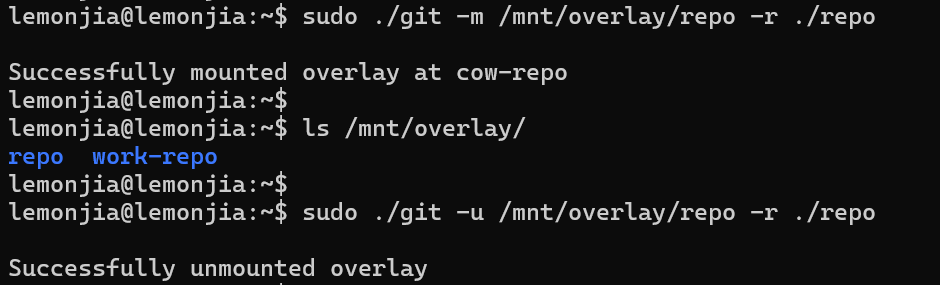 lemonjia@lemonjia:~$ sudo ./git -m /mnt/overlay/repo -r ./repo
Successfully mounted overlay at cow-repo
lemonjia@lemonjia:~$
lemonjia@lemonjia:~$ ls /mnt/overlay/
repo  work-repo
lemonjia@lemonjia:~$
lemonjia@lemonjia:~$ sudo ./git -u /mnt/overlay/repo -r ./repo
Successfully unmounted overlay